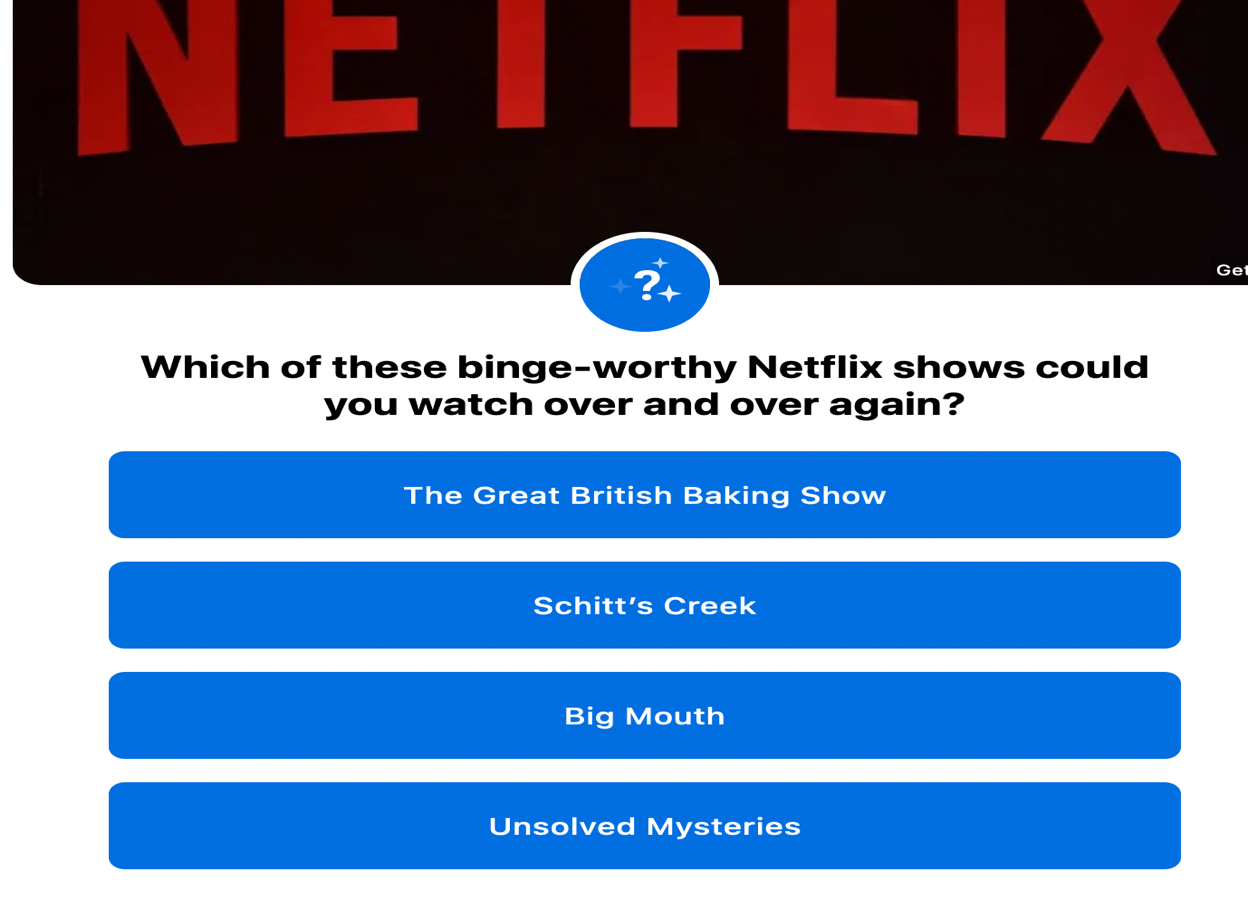 NETFLIX
?
Which of these binge-worthy Netflix shows could
you watch over and over again?
The Great British Baking Show
Schitt’s Creek
Big Mouth
Unsolved Mysteries